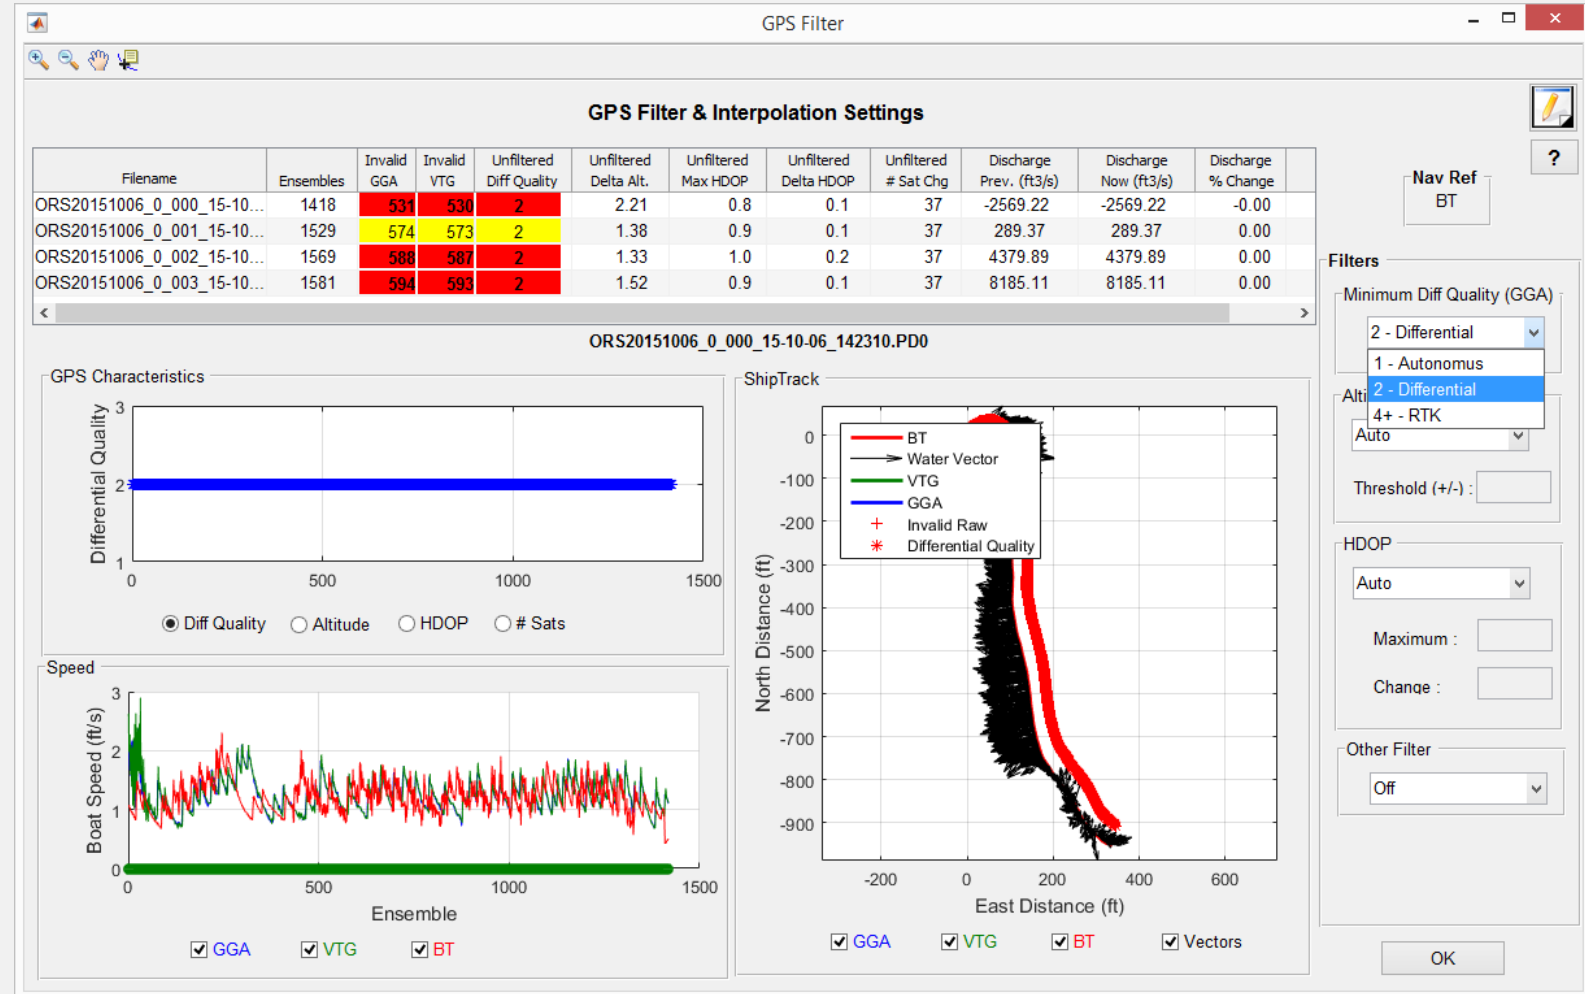 GPS Filter
GPS Filter & Interpolation Settings
Filename Ensembles Invalid GGA Invalid VTG Unfiltered Diff Quality Unfiltered Delta Alt. Unfiltered Max HDOP Unfiltered Delta HDOP Unfiltered # Sat Chg Discharge Prev. (ft3/s) Discharge Now (ft3/s) Discharge % Change
ORS20151006_0_000_15-10... 1418 531 530 2 2.21 0.8 0.1 37 -2569.22 -2569.22 -0.00
ORS20151006_0_001_15-10... 1529 574 573 2 1.38 0.9 0.1 37 289.37 289.37 0.00
ORS20151006_0_002_15-10... 1569 588 587 2 1.33 1.0 0.2 37 4379.89 4379.89 0.00
ORS20151006_0_003_15-10... 1581 594 593 2 1.52 0.9 0.1 37 8185.11 8185.11 0.00
ORS20151006_0_000_15-10-06_142310.PD0
GPS Characteristics
Differential Quality
3
2
1
0 500 1000 1500
Diff Quality Altitude HDOP # Sats
Speed
Boat Speed (ft/s)
3
2
1
0
0 500 1000 1500
Ensemble
GGA VTG BT
ShipTrack
BT
Water Vector
VTG
GGA
Invalid Raw
Differential Quality
North Distance (ft)
0
-100
-200
-300
-400
-500
-600
-700
-800
-900
-200 0 200 400 600
East Distance (ft)
GGA VTG BT Vectors
?
Nav Ref
BT
Filters
Minimum Diff Quality (GGA)
2 - Differential
1 - Autonomus
2 - Differential
4+ - RTK
Alti
Auto
Threshold (+/-) :
HDOP
Auto
Maximum :
Change :
Other Filter
Off
OK